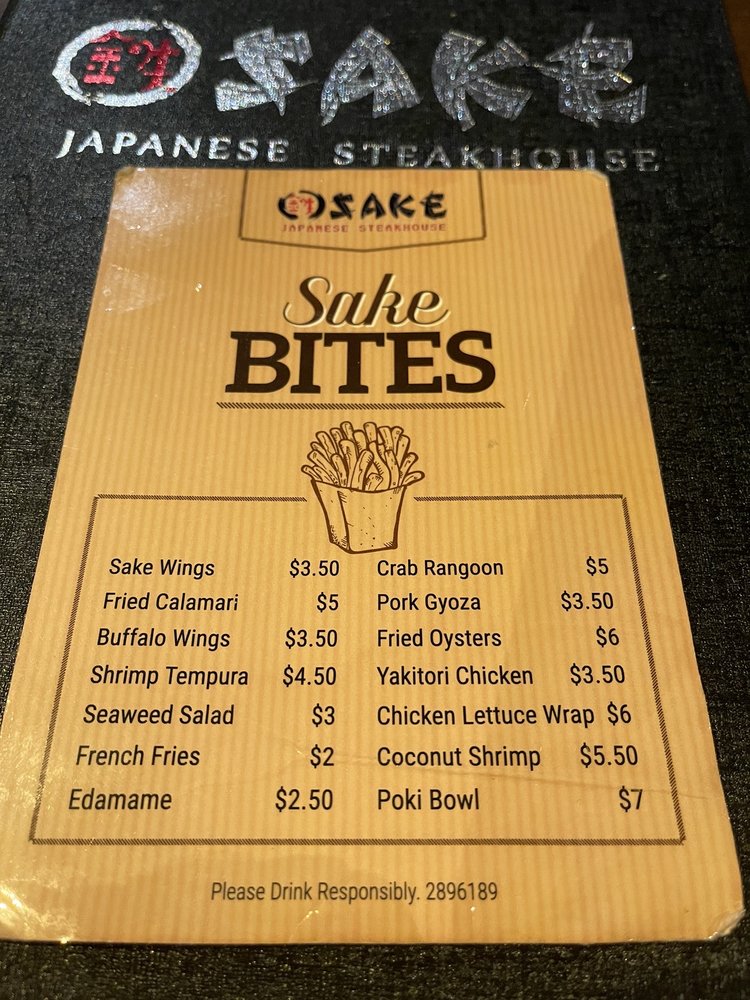 SAKE
JAPANESE STEAKHOUSE
SAKE
JAPANESE STEAKHOUSE
Sake
BITES
Sake Wings $3.50
Fried Calamari $5
Buffalo Wings $3.50
Shrimp Tempura $4.50
Seaweed Salad $3
French Fries $2
Edamame $2.50
Crab Rangoon $5
Pork Gyoza $3.50
Fried Oysters $6
Yakitori Chicken $3.50
Chicken Lettuce Wrap $6
Coconut Shrimp $5.50
Poki Bowl $7
Please Drink Responsibly. 2896189